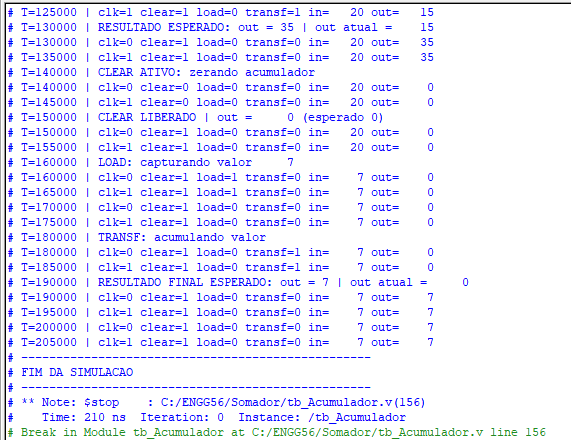 # T=125000 | clk=1 clear=1 load=0 transf=1 in=   20 out=   15
# T=130000 | RESULTADO ESPERADO: out = 35 | out atual =    15
# T=130000 | clk=0 clear=1 load=0 transf=0 in=   20 out=   35
# T=135000 | clk=1 clear=1 load=0 transf=0 in=   20 out=   35
# T=140000 | CLEAR ATIVO: zerando acumulador
# T=140000 | clk=0 clear=0 load=0 transf=0 in=   20 out=    0
# T=145000 | clk=1 clear=0 load=0 transf=0 in=   20 out=    0
# T=150000 | CLEAR LIBERADO | out =     0 (esperado 0)
# T=150000 | clk=0 clear=1 load=0 transf=0 in=   20 out=    0
# T=155000 | clk=1 clear=1 load=0 transf=0 in=   20 out=    0
# T=160000 | LOAD: capturando valor     7
# T=160000 | clk=0 clear=1 load=1 transf=0 in=    7 out=    0
# T=165000 | clk=1 clear=1 load=1 transf=0 in=    7 out=    0
# T=170000 | clk=0 clear=1 load=0 transf=0 in=    7 out=    0
# T=175000 | clk=1 clear=1 load=0 transf=0 in=    7 out=    0
# T=180000 | TRANSF: acumulando valor
# T=180000 | clk=0 clear=1 load=0 transf=1 in=    7 out=    0
# T=185000 | clk=1 clear=1 load=0 transf=1 in=    7 out=    0
# T=190000 | RESULTADO FINAL ESPERADO: out = 7 | out atual =     0
# T=190000 | clk=0 clear=1 load=0 transf=0 in=    7 out=    7
# T=195000 | clk=1 clear=1 load=0 transf=0 in=    7 out=    7
# T=200000 | clk=0 clear=1 load=0 transf=0 in=    7 out=    7
# T=205000 | clk=1 clear=1 load=0 transf=0 in=    7 out=    7
# --------------------------------------------------
# FIM DA SIMULACAO
# --------------------------------------------------
# ** Note: $stop    : C:/ENGG56/Somador/tb_Acumulador.v(156)
#    Time: 210 ns  Iteration: 0  Instance: /tb_Acumulador
# Break in Module tb_Acumulador at C:/ENGG56/Somador/tb_Acumulador.v line 156